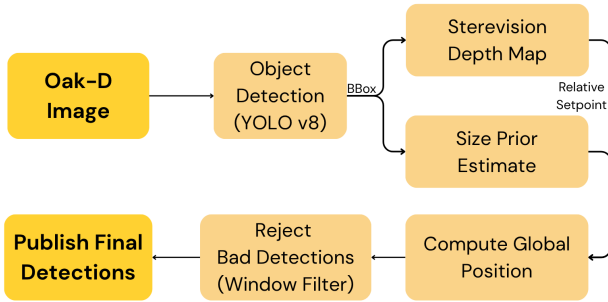 Oak-D
Image
Object
Detection
(YOLO v8)
BBox
Sterevision
Depth Map
Size Prior
Estimate
Relative
Setpoint
Compute Global
Position
Reject
Bad Detections
(Window Filter)
Publish Final
Detections